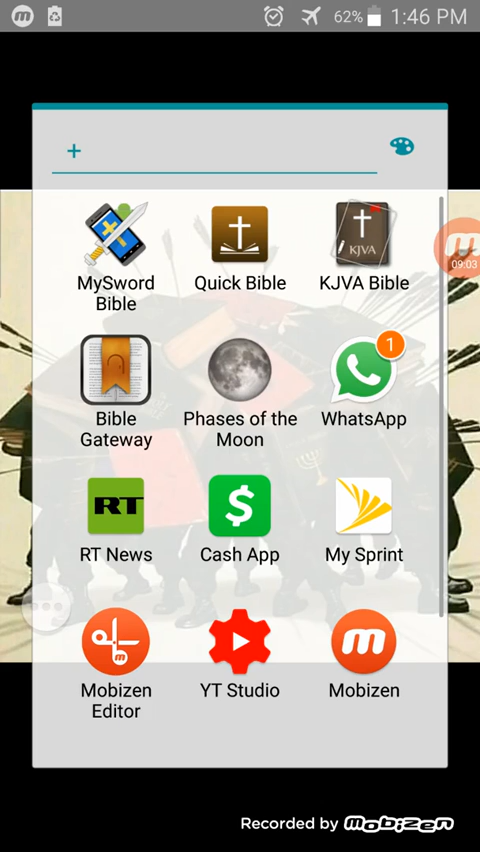 62% 1:46 PM
+
KJVA
09:03
MySword Bible
Quick Bible
KJVA Bible
1
Bible Gateway
Phases of the Moon
WhatsApp
RT
RT News
$
Cash App
My Sprint
m
m
Mobizen Editor
YT Studio
Mobizen
Recorded by mobizen